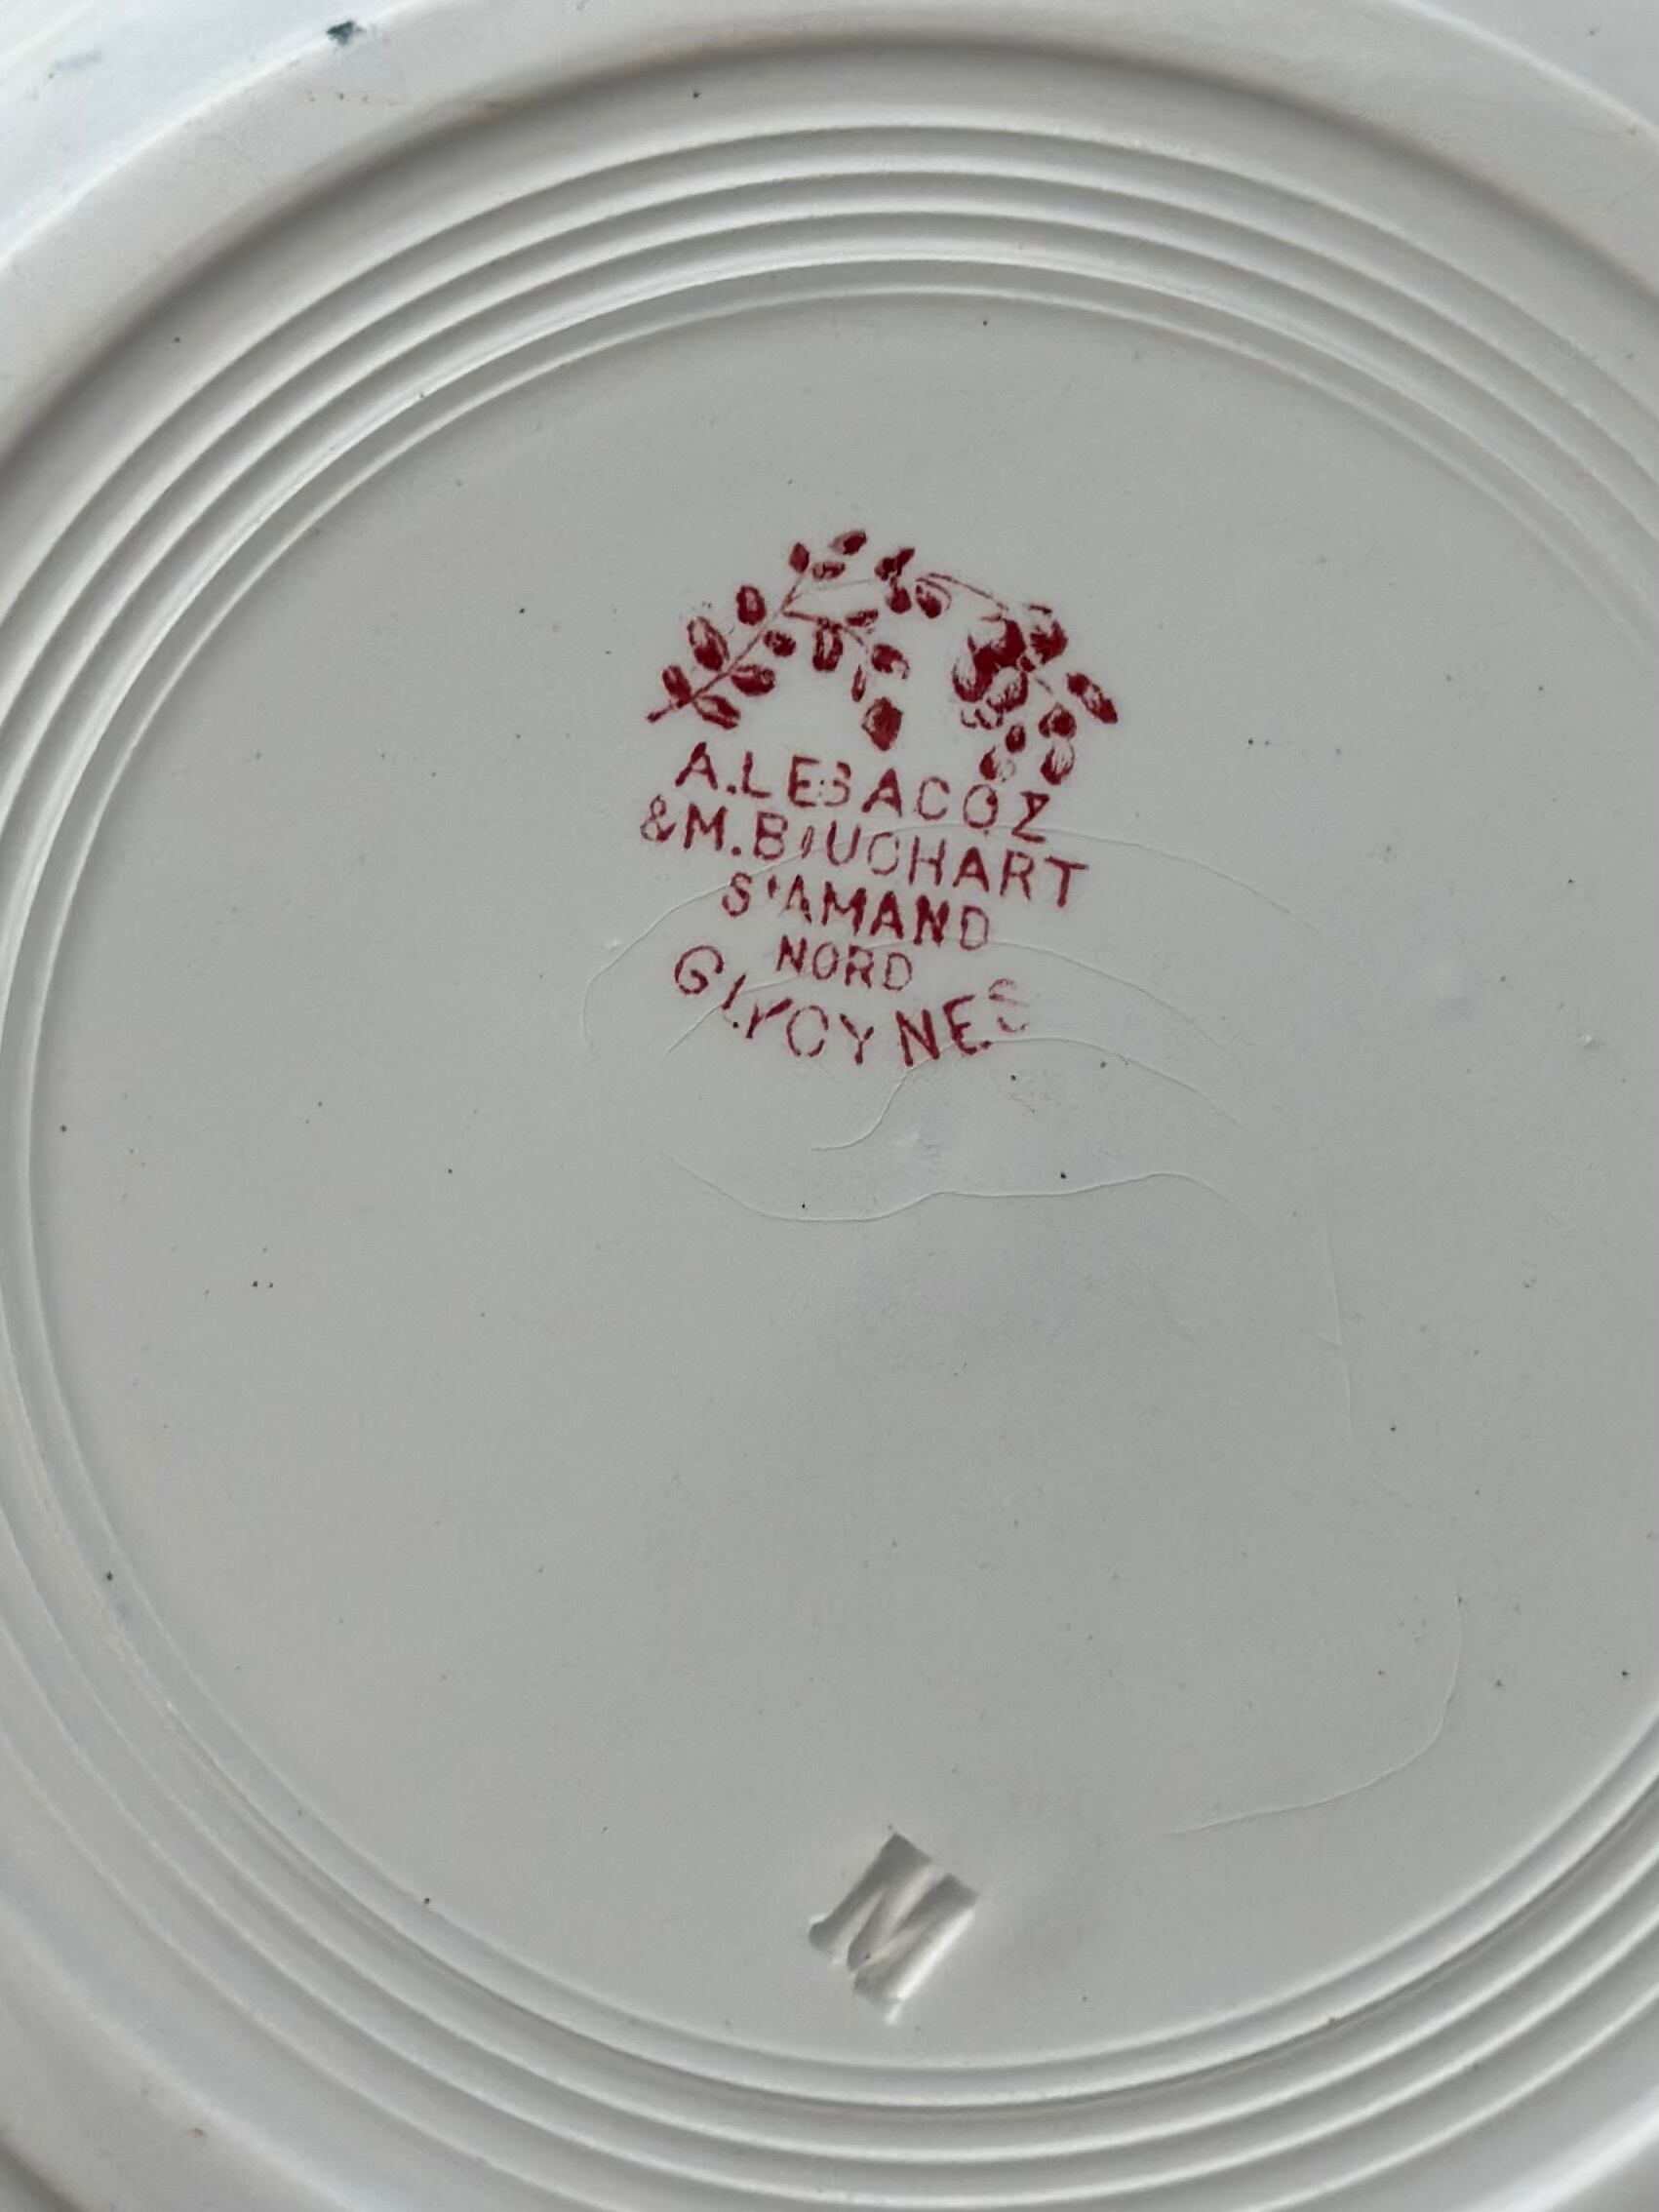 A.LEBACQZ
& M.BOUCHART
S'AMAND
NORD
GLYCYNES
M